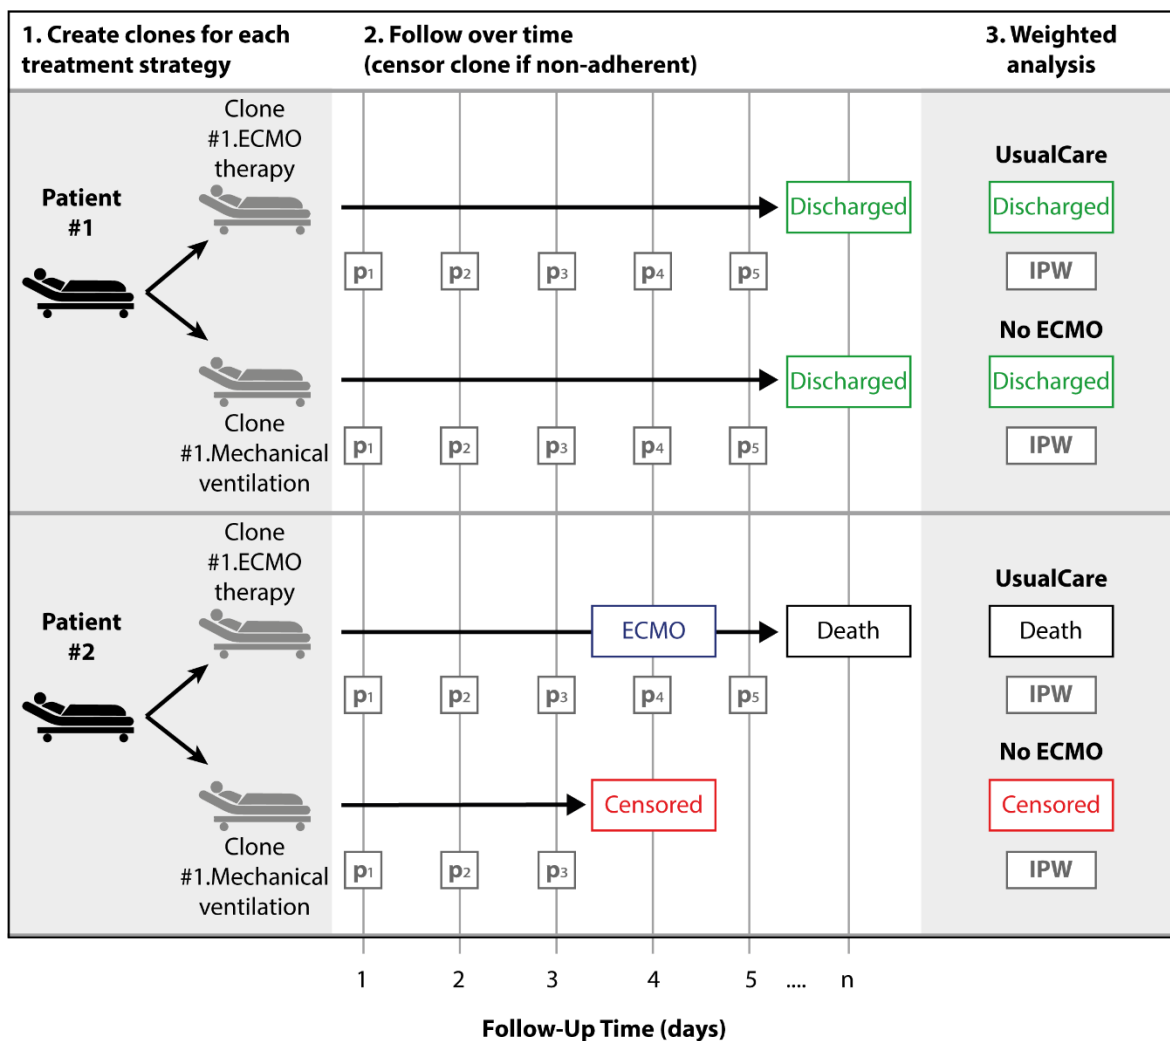 1. Create clones for each
treatment strategy
2. Follow over time
(censor clone if non-adherent)
3. Weighted
analysis
Clone
#1.ECMO
therapy
Patient
#1
UsualCare
Discharged
Discharged
p1
p2
p3
p4
p5
IPW
No ECMO
Discharged
Discharged
Clone
#1.Mechanical
ventilation
p1
p2
p3
p4
p5
IPW
Clone
#1.ECMO
therapy
Patient
#2
UsualCare
ECMO
Death
Death
p1
p2
p3
p4
p5
IPW
No ECMO
Censored
Censored
Clone
#1.Mechanical
ventilation
p1
p2
p3
IPW
1 2 3 4 5 .... n
Follow-Up Time (days)